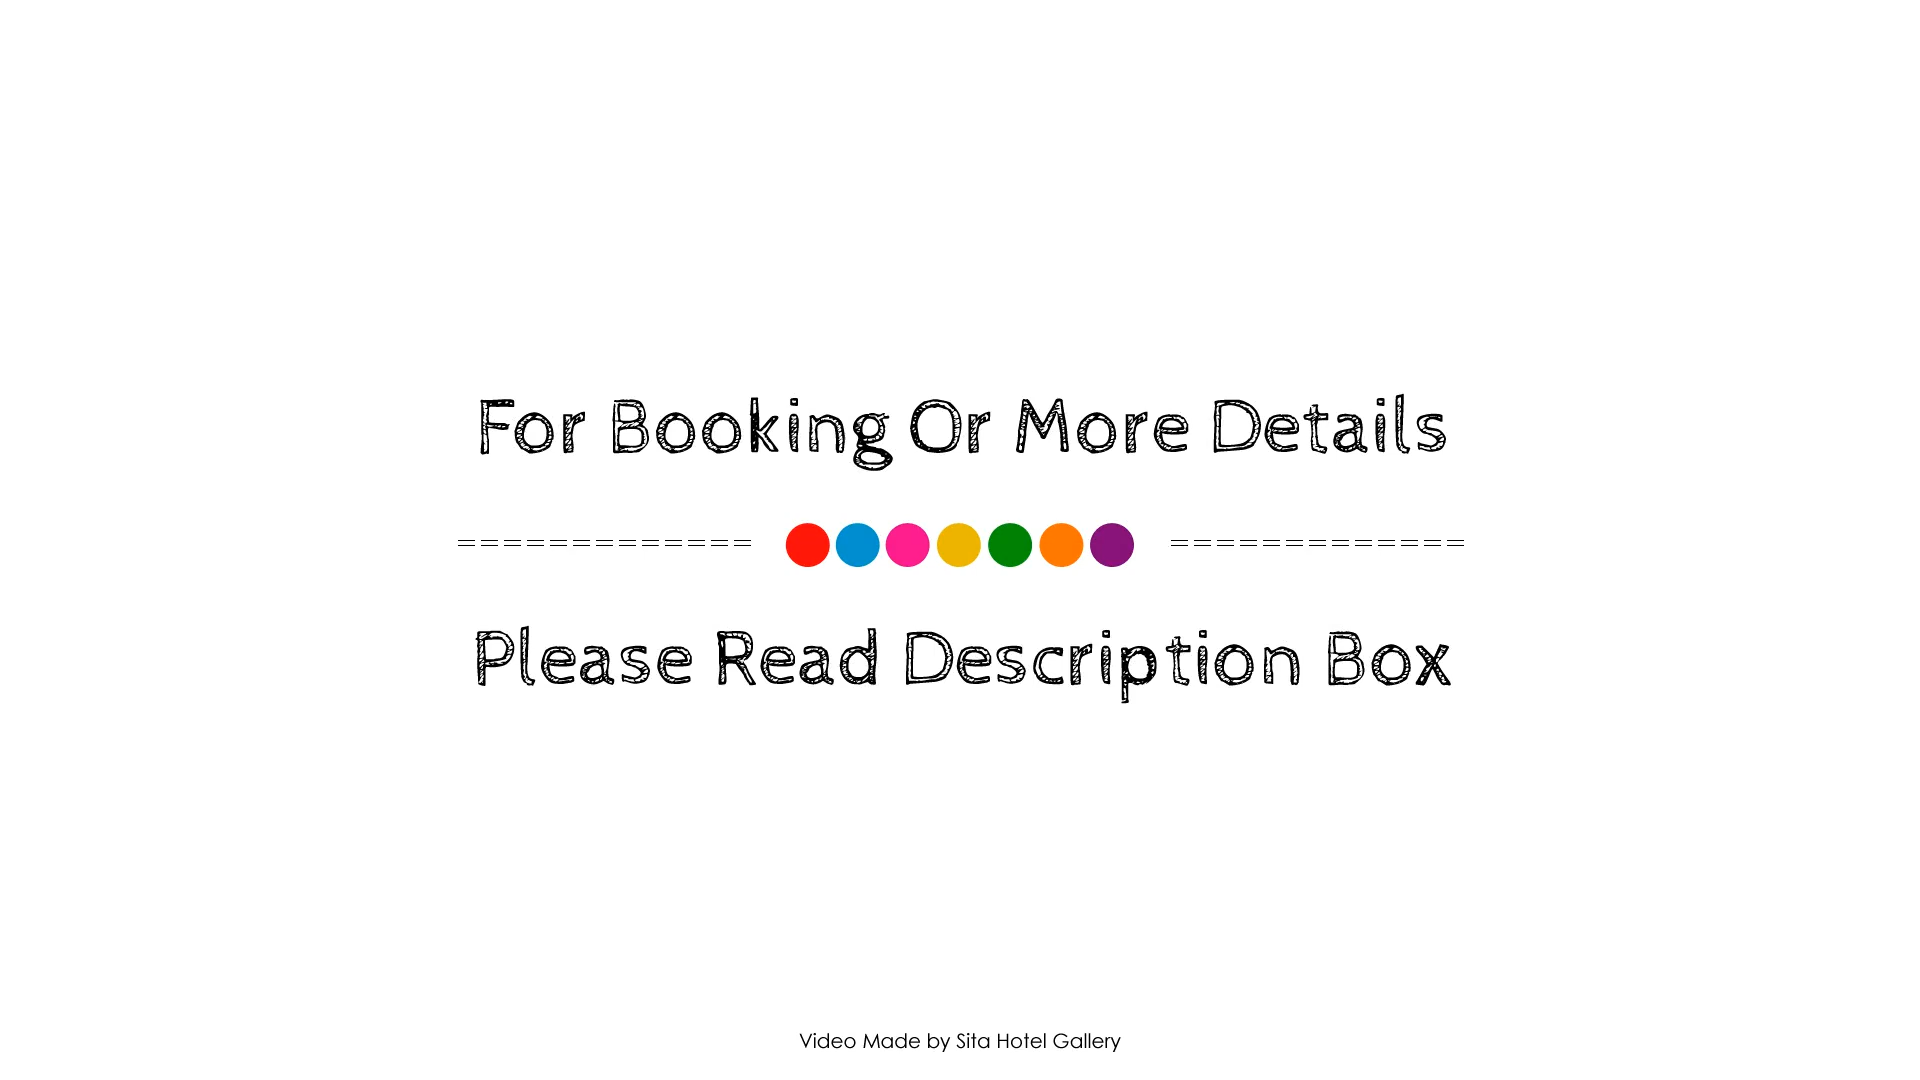 For Booking Or More Details
============= =============
Please Read Description Box
Video Made by Sita Hotel Gallery